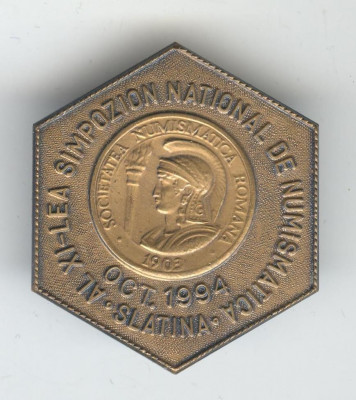 AL XI-LEA SIMPOZION NATIONAL DE NUMISMATICA
SOCIETATEA NUMISMATICA ROMANA
1903
OCT. 1994
• SLATINA •